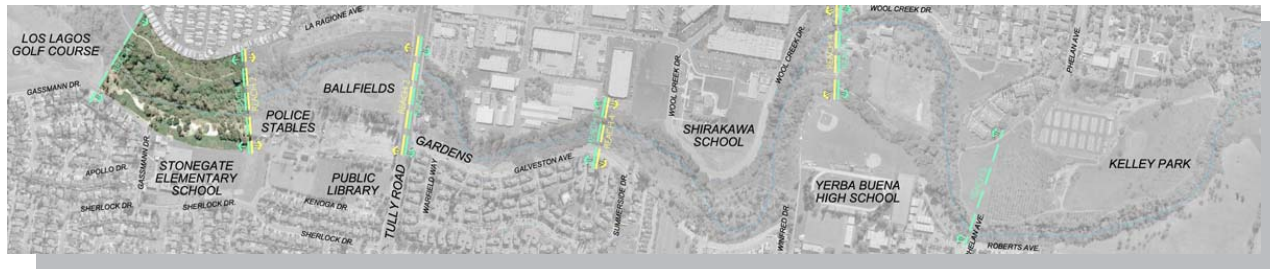 LOS LAGOS
GOLF COURSE
GASSMANN DR.
APOLLO DR.
SHERLOCK DR.
GASSMANN DR.
STONEGATE
ELEMENTARY
SCHOOL
SHERLOCK DR.
LA RAGIONE AVE.
POLICE
STABLES
BALLFIELDS
PUBLIC
LIBRARY
KENOGA DR.
SHERLOCK DR.
TULLY ROAD
WARFIELD WAY
GARDENS
GALVESTON AVE.
SUMMERSIDE DR.
WOOL CREEK DR.
SHIRAKAWA
SCHOOL
WOOL CREEK DR.
WINFRED DR.
WOOL CREEK DR.
YERBA BUENA
HIGH SCHOOL
PHELAN AVE.
ROBERTS AVE.
PHELAN AVE.
KELLEY PARK